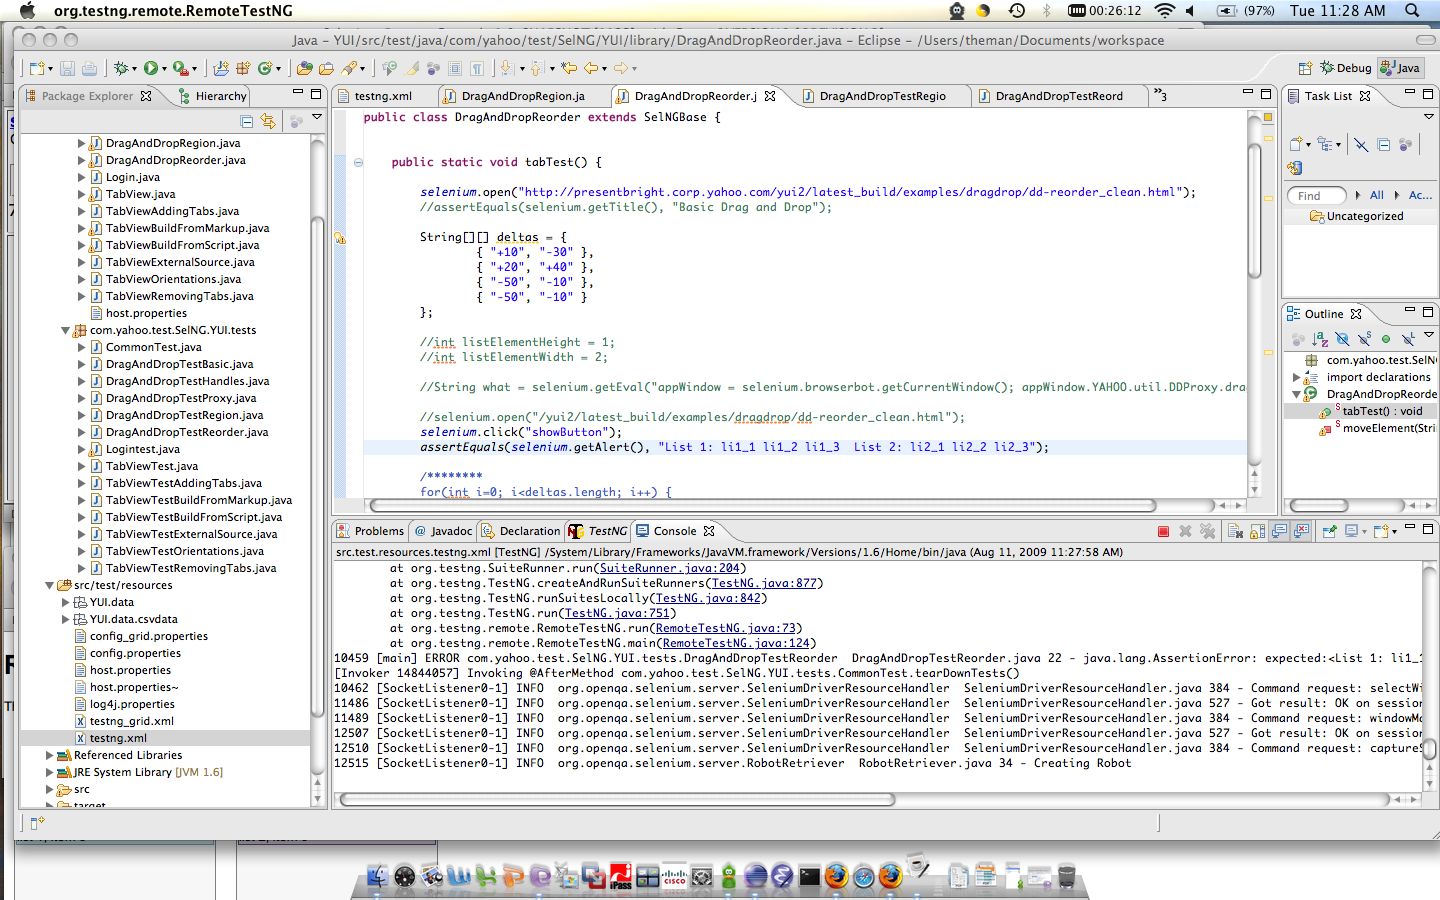 org.testng.remote.RemoteTestNG
00:26:12
(97%)
Tue 11:28 AM
Java – YUI/src/test/java/com/yahoo/test/SelNG/YUI/library/DragAndDropReorder.java – Eclipse – /Users/theman/Documents/workspace
Debug
Java
Package Explorer
Hierarchy
DragAndDropRegion.java
DragAndDropReorder.java
Login.java
TabView.java
TabViewAddingTabs.java
TabViewBuildFromMarkup.java
TabViewBuildFromScript.java
TabViewExternalSource.java
TabViewOrientations.java
TabViewRemovingTabs.java
host.properties
com.yahoo.test.SelNG.YUI.tests
CommonTest.java
DragAndDropTestBasic.java
DragAndDropTestHandles.java
DragAndDropTestProxy.java
DragAndDropTestRegion.java
DragAndDropTestReorder.java
Logintest.java
TabViewTest.java
TabViewTestAddingTabs.java
TabViewTestBuildFromMarkup.java
TabViewTestBuildFromScript.java
TabViewTestExternalSource.java
TabViewTestOrientations.java
TabViewTestRemovingTabs.java
src/test/resources
YUI.data
YUI.data.csvdata
config_grid.properties
config.properties
host.properties
host.properties~
log4j.properties
testng_grid.xml
testng.xml
Referenced Libraries
JRE System Library [JVM 1.6]
src
target
testng.xml
DragAndDropRegion.ja
DragAndDropReorder.j
DragAndDropTestRegio
DragAndDropTestReord
»3
public class DragAndDropReorder extends SelNGBase {
public static void tabTest() {
selenium.open("http://presentbright.corp.yahoo.com/yui2/latest_build/examples/dragdrop/dd-reorder_clean.html");
//assertEquals(selenium.getTitle(), "Basic Drag and Drop");
String[][] deltas = {
{ "+10", "-30" },
{ "+20", "+40" },
{ "-50", "-10" },
{ "-50", "-10" }
};
//int listElementHeight = 1;
//int listElementWidth = 2;
//String what = selenium.getEval("appWindow = selenium.browserbot.getCurrentWindow(); appWindow.YAHOO.util.DDProxy.dra
//selenium.open("/yui2/latest_build/examples/dragdrop/dd-reorder_clean.html");
selenium.click("showButton");
assertEquals(selenium.getAlert(), "List 1: li1_1 li1_2 li1_3  List 2: li2_1 li2_2 li2_3");
/********
for(int i=0; i<deltas.length; i++) {
Task List
Find
All
Ac...
Uncategorized
Outline
com.yahoo.test.SelNG
import declarations
DragAndDropReorde
tabTest() : void
moveElement(Stri
Problems
@ Javadoc
Declaration
TestNG
Console
src.test.resources.testng.xml [TestNG] /System/Library/Frameworks/JavaVM.framework/Versions/1.6/Home/bin/java (Aug 11, 2009 11:27:58 AM)
at org.testng.SuiteRunner.run(SuiteRunner.java:204)
at org.testng.TestNG.createAndRunSuiteRunners(TestNG.java:877)
at org.testng.TestNG.runSuitesLocally(TestNG.java:842)
at org.testng.TestNG.run(TestNG.java:751)
at org.testng.remote.RemoteTestNG.run(RemoteTestNG.java:73)
at org.testng.remote.RemoteTestNG.main(RemoteTestNG.java:124)
10459 [main] ERROR com.yahoo.test.SelNG.YUI.tests.DragAndDropTestReorder  DragAndDropTestReorder.java 22 - java.lang.AssertionError: expected:<List 1: li1_1
[Invoker 14844057] Invoking @AfterMethod com.yahoo.test.SelNG.YUI.tests.CommonTest.tearDownTests()
10462 [SocketListener0-1] INFO  org.openqa.selenium.server.SeleniumDriverResourceHandler  SeleniumDriverResourceHandler.java 384 - Command request: selectWi
11486 [SocketListener0-1] INFO  org.openqa.selenium.server.SeleniumDriverResourceHandler  SeleniumDriverResourceHandler.java 527 - Got result: OK on session
11489 [SocketListener0-1] INFO  org.openqa.selenium.server.SeleniumDriverResourceHandler  SeleniumDriverResourceHandler.java 384 - Command request: windowMa
12507 [SocketListener0-1] INFO  org.openqa.selenium.server.SeleniumDriverResourceHandler  SeleniumDriverResourceHandler.java 527 - Got result: OK on session
12510 [SocketListener0-1] INFO  org.openqa.selenium.server.SeleniumDriverResourceHandler  SeleniumDriverResourceHandler.java 384 - Command request: captureS
12515 [SocketListener0-1] INFO  org.openqa.selenium.server.RobotRetriever  RobotRetriever.java 34 - Creating Robot
iPass
CISCO